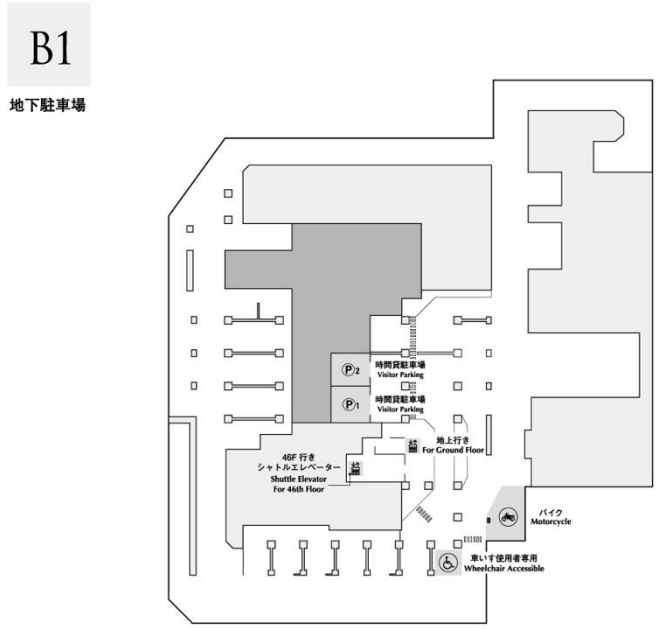 B1
地下駐車場
P2
時間貸駐車場
Visitor Parking
P1
時間貸駐車場
Visitor Parking
地上行き
For Ground Floor
46F 行き
シャトルエレベーター
Shuttle Elevator
For 46th Floor
バイク
Motorcycle
車いす使用者専用
Wheelchair Accessible